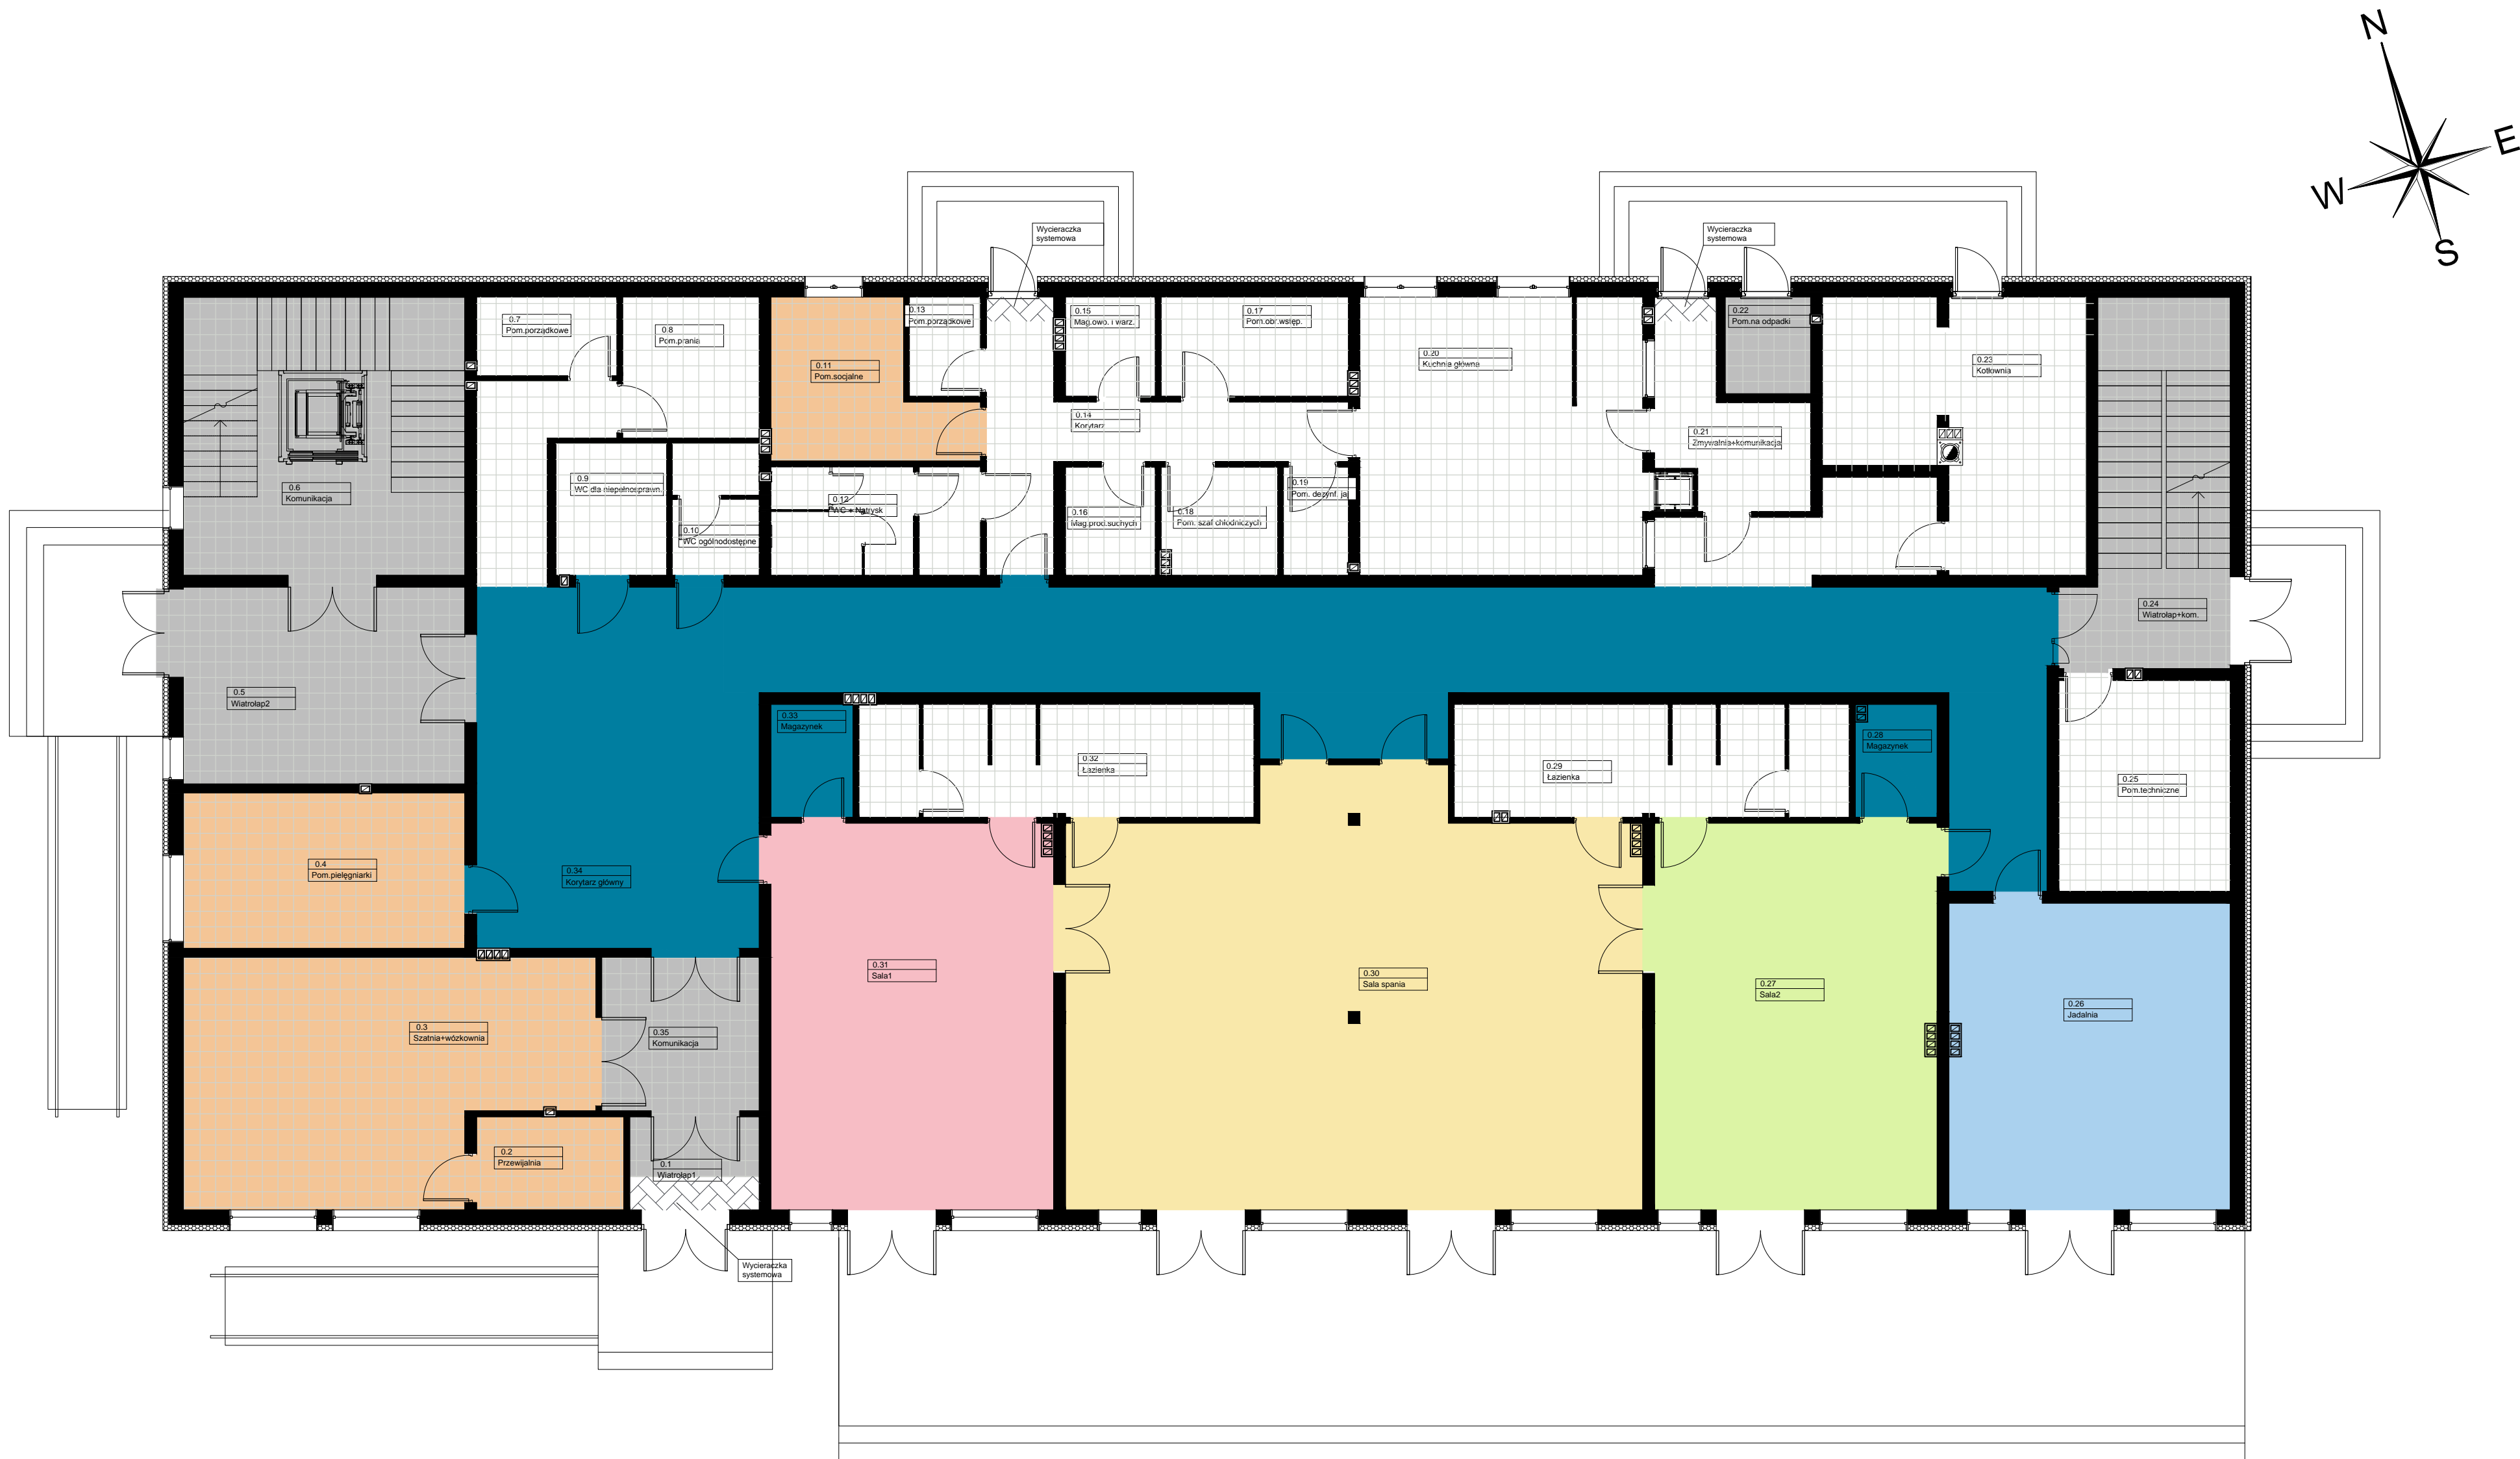 N
E
W
S
Wycieraczka
systemowa
Wycieraczka
systemowa
0.7
Pom.porządkowe
0.8
Pom.prania
0.13
Pom.porządkowe
0.15
Mag.owo. i warz.
0.17
Pom.obr.wstęp.
0.22
Pom.na odpadki
0.11
Pom.socjalne
0.20
Kuchnia główna
0.23
Kotłownia
0.14
Korytarz
0.21
Zmywalnia+komunikacja
0.6
Komunikacja
0.9
WC dla niepełnosprawn.
0.12
WC + Natrysk
0.19
Pom. dezynf. jaj
0.10
WC ogólnodostępne
0.16
Mag.prod.suchych
0.18
Pom. szaf chłodniczych
0.24
Wiatrołap+kom.
0.5
Wiatrołap2
0.33
Magazynek
0.32
Łazienka
0.29
Łazienka
0.28
Magazynek
0.25
Pom.techniczne
0.4
Pom.pielęgniarki
0.34
Korytarz główny
0.31
Sala1
0.30
Sala spania
0.27
Sala2
0.26
Jadalnia
0.3
Szatnia+wózkownia
0.35
Komunikacja
0.2
Przewijalnia
0.1
Wiatrołap1
Wycieraczka
systemowa